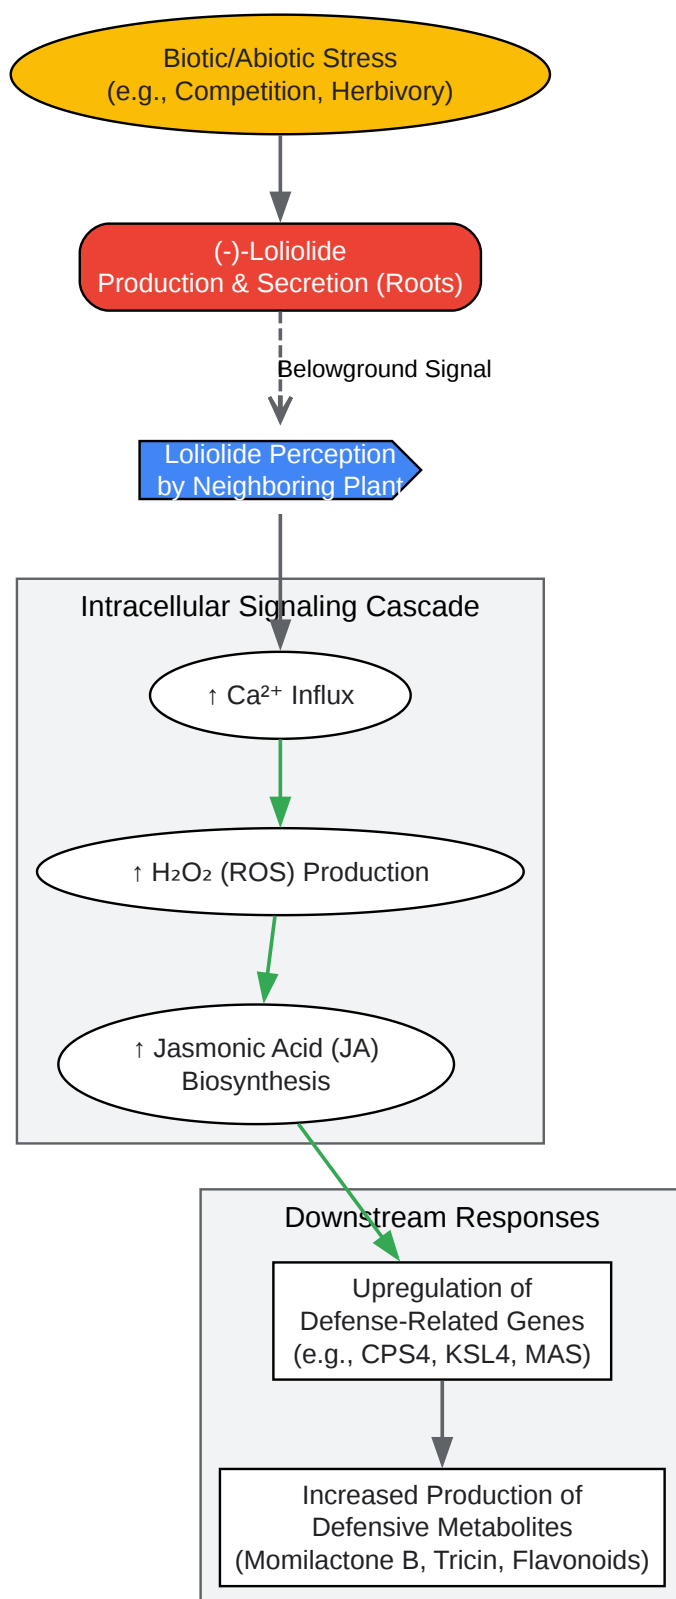 Biotic/Abiotic Stress
(e.g., Competition, Herbivory)
(-)-Loliolide
Production & Secretion (Roots)
Belowground Signal
Loliolide Perception
by Neighboring Plant
Intracellular Signaling Cascade
↑ Ca²⁺ Influx
↑ H₂O₂ (ROS) Production
↑ Jasmonic Acid (JA)
Biosynthesis
Downstream Responses
Upregulation of
Defense-Related Genes
(e.g., CPS4, KSL4, MAS)
Increased Production of
Defensive Metabolites
(Momilactone B, Tricin, Flavonoids)